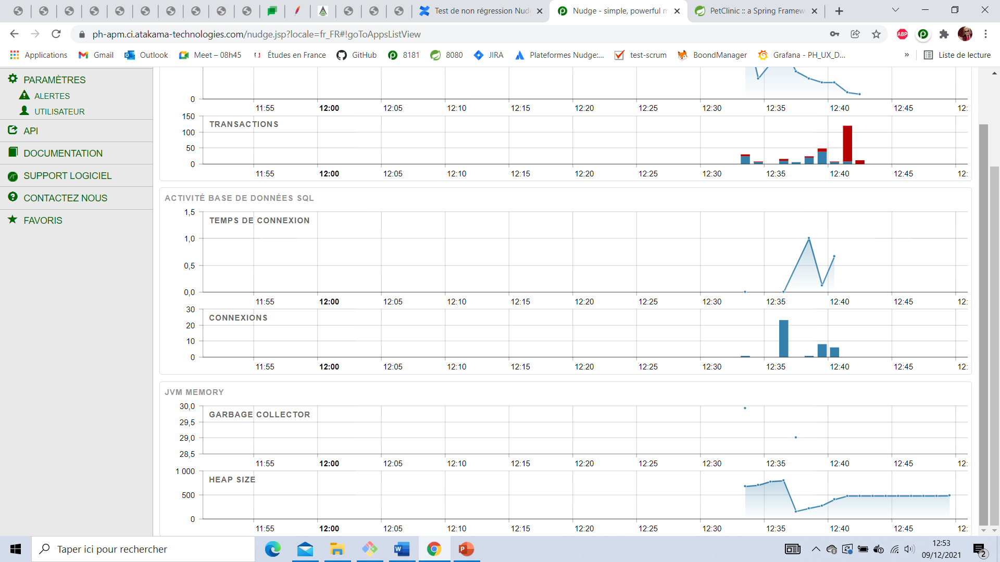 Test de non régression Nud
Nudge - simple, powerful m
PetClinic :: a Spring Framew
ph-apm.ci.atakama-technologies.com/nudge.jsp?locale=fr_FR#!goToAppsListView
ABP
Applications
Gmail
Outlook
Meet – 08h45
Études en France
GitHub
8181
8080
JIRA
Plateformes Nudge:...
test-scrum
BoondManager
Grafana - PH_UX_D...
»
Liste de lecture
PARAMÈTRES
ALERTES
UTILISATEUR
API
DOCUMENTATION
SUPPORT LOGICIEL
CONTACTEZ NOUS
FAVORIS
0
11:55 12:00 12:05 12:10 12:15 12:20 12:25 12:30 12:35 12:40 12:45 12:
150
TRANSACTIONS
100
50
0
11:55 12:00 12:05 12:10 12:15 12:20 12:25 12:30 12:35 12:40 12:45 12:
ACTIVITÉ BASE DE DONNÉES SQL
1,5
TEMPS DE CONNEXION
1,0
0,5
0,0
11:55 12:00 12:05 12:10 12:15 12:20 12:25 12:30 12:35 12:40 12:45 12:
30
CONNEXIONS
20
10
0
11:55 12:00 12:05 12:10 12:15 12:20 12:25 12:30 12:35 12:40 12:45 12:
JVM MEMORY
30,0
GARBAGE COLLECTOR
29,5
29,0
28,5
11:55 12:00 12:05 12:10 12:15 12:20 12:25 12:30 12:35 12:40 12:45 12:
1 000
HEAP SIZE
500
0
11:55 12:00 12:05 12:10 12:15 12:20 12:25 12:30 12:35 12:40 12:45 12:
Taper ici pour rechercher
12:53
09/12/2021
2